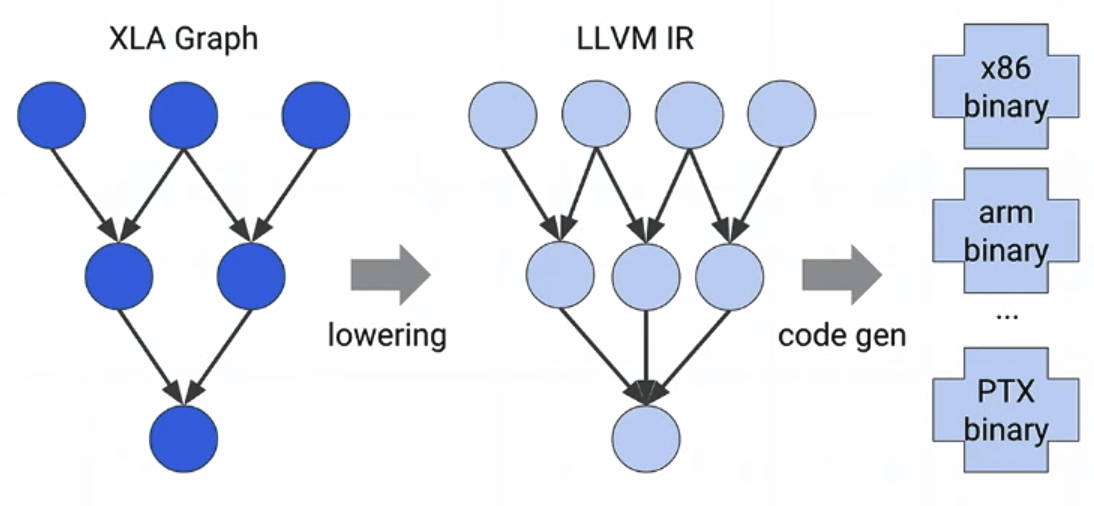 XLA Graph
LLVM IR
x86
binary
arm
binary
...
PTX
binary
lowering
code gen